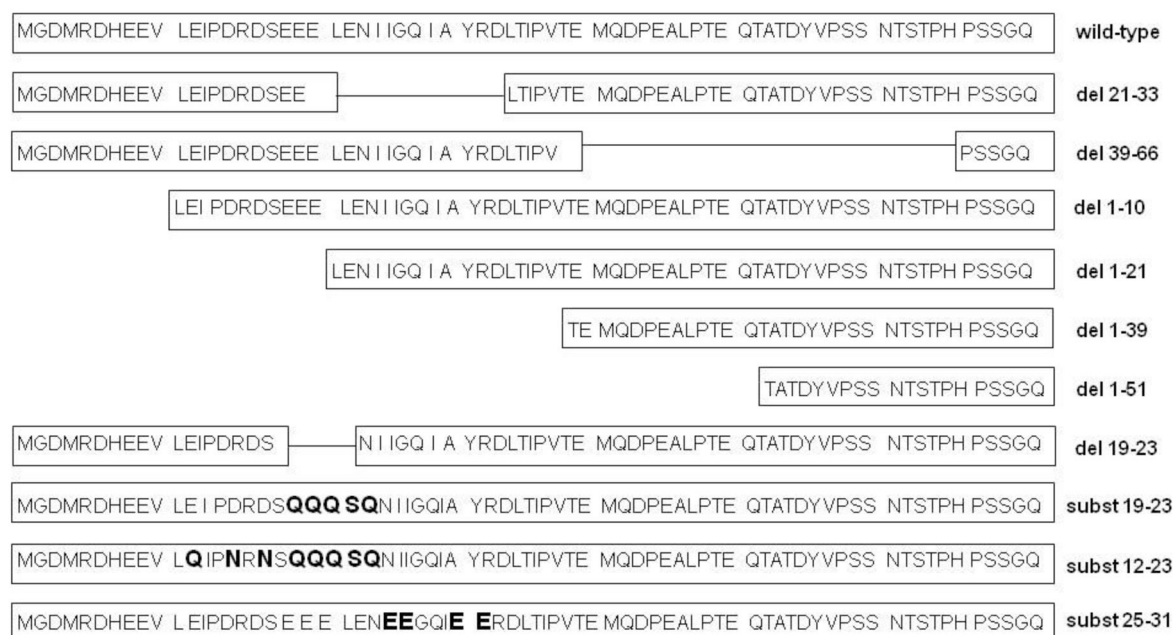 MGDMRDHEEV LEIPDRDSEEE LENIIGQIA YRDLTIPVTE MQDPEALPTE QTATDYVPSS NTSTPH PSSGQ wild-type
MGDMRDHEEV LEIPDRDSEE LTIPVTE MQDPEALPTE QTATDYVPSS NTSTPH PSSGQ del 21-33
MGDMRDHEEV LEIPDRDSEEE LENIIGQIA YRDLTIPV PSSGQ del 39-66
LEIPDRDSEEE LENIIGQIA YRDLTIPVTE MQDPEALPTE QTATDYVPSS NTSTPH PSSGQ del 1-10
LENIIGQIA YRDLTIPVTE MQDPEALPTE QTATDYVPSS NTSTPH PSSGQ del 1-21
TE MQDPEALPTE QTATDYVPSS NTSTPH PSSGQ del 1-39
TATDYVPSS NTSTPH PSSGQ del 1-51
MGDMRDHEEV LEIPDRDS NIIGQIA YRDLTIPVTE MQDPEALPTE QTATDYVPSS NTSTPH PSSGQ del 19-23
MGDMRDHEEV LEIPDRDSQQQSQNIIGQIA YRDLTIPVTE MQDPEALPTE QTATDYVPSS NTSTPH PSSGQ subst 19-23
MGDMRDHEEV LQIPNRNSQQQSQNIIGQIA YRDLTIPVTE MQDPEALPTE QTATDYVPSS NTSTPH PSSGQ subst 12-23
MGDMRDHEEV LEIPDRDSEEE LENEEGQIE ERDLTIPVTE MQDPEALPTE QTATDYVPSS NTSTPH PSSGQ subst 25-31